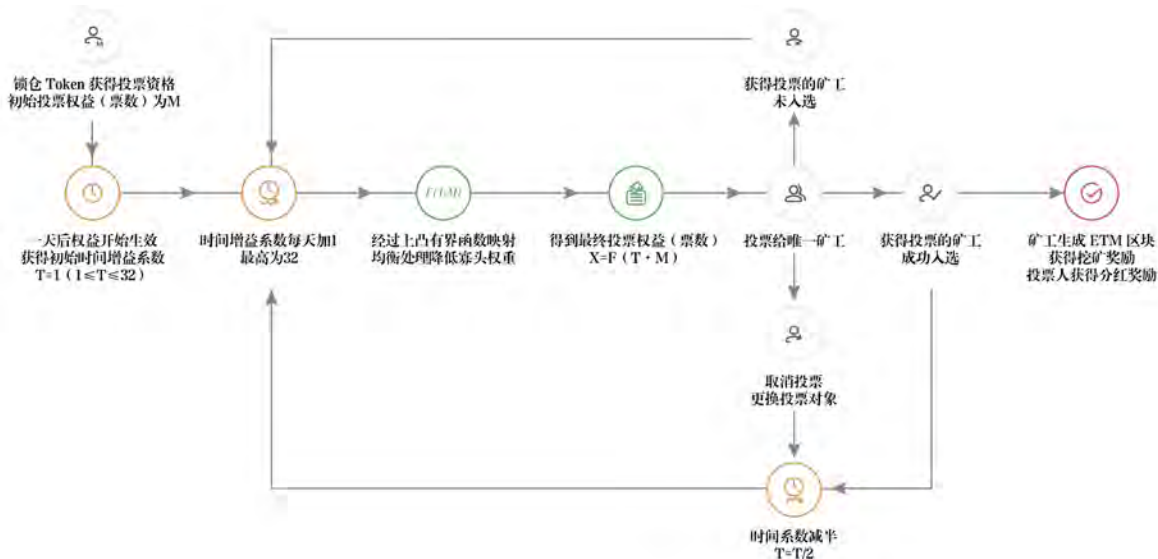 锁仓 Token 获得投票资格
初始投票权益（票数）为M
获得投票的矿工
未入选
一天后权益开始生效
获得初始时间增益系数
T=1（1≤T≤32）
时间增益系数每天加1
最高为32
经过上凸有界函数映射
均衡处理降低寡头权重
得到最终投票权益（票数）
X=F（T·M）
投票给唯一矿工
获得投票的矿工
成功入选
矿工生成 ETM 区块
获得挖矿奖励
投票人获得分红奖励
取消投票
更换投票对象
时间系数减半
T=T/2